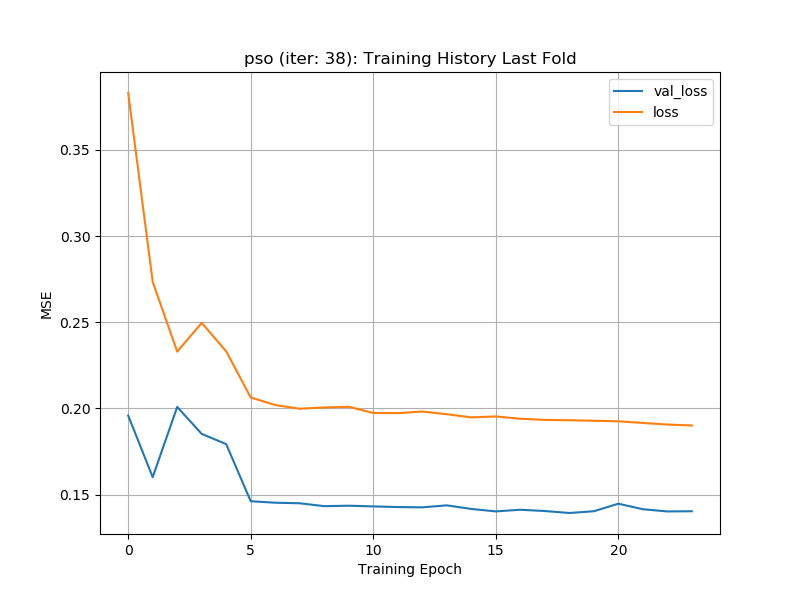 pso (iter: 38): Training History Last Fold
val_loss
loss
0.35
0.30
0.25
0.20
0.15
MSE
0 5 10 15 20
Training Epoch